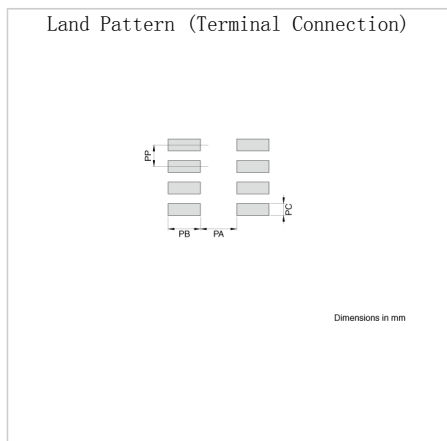 Land Pattern (Terminal Connection)
PP
PC
PB
PA
Dimensions in mm